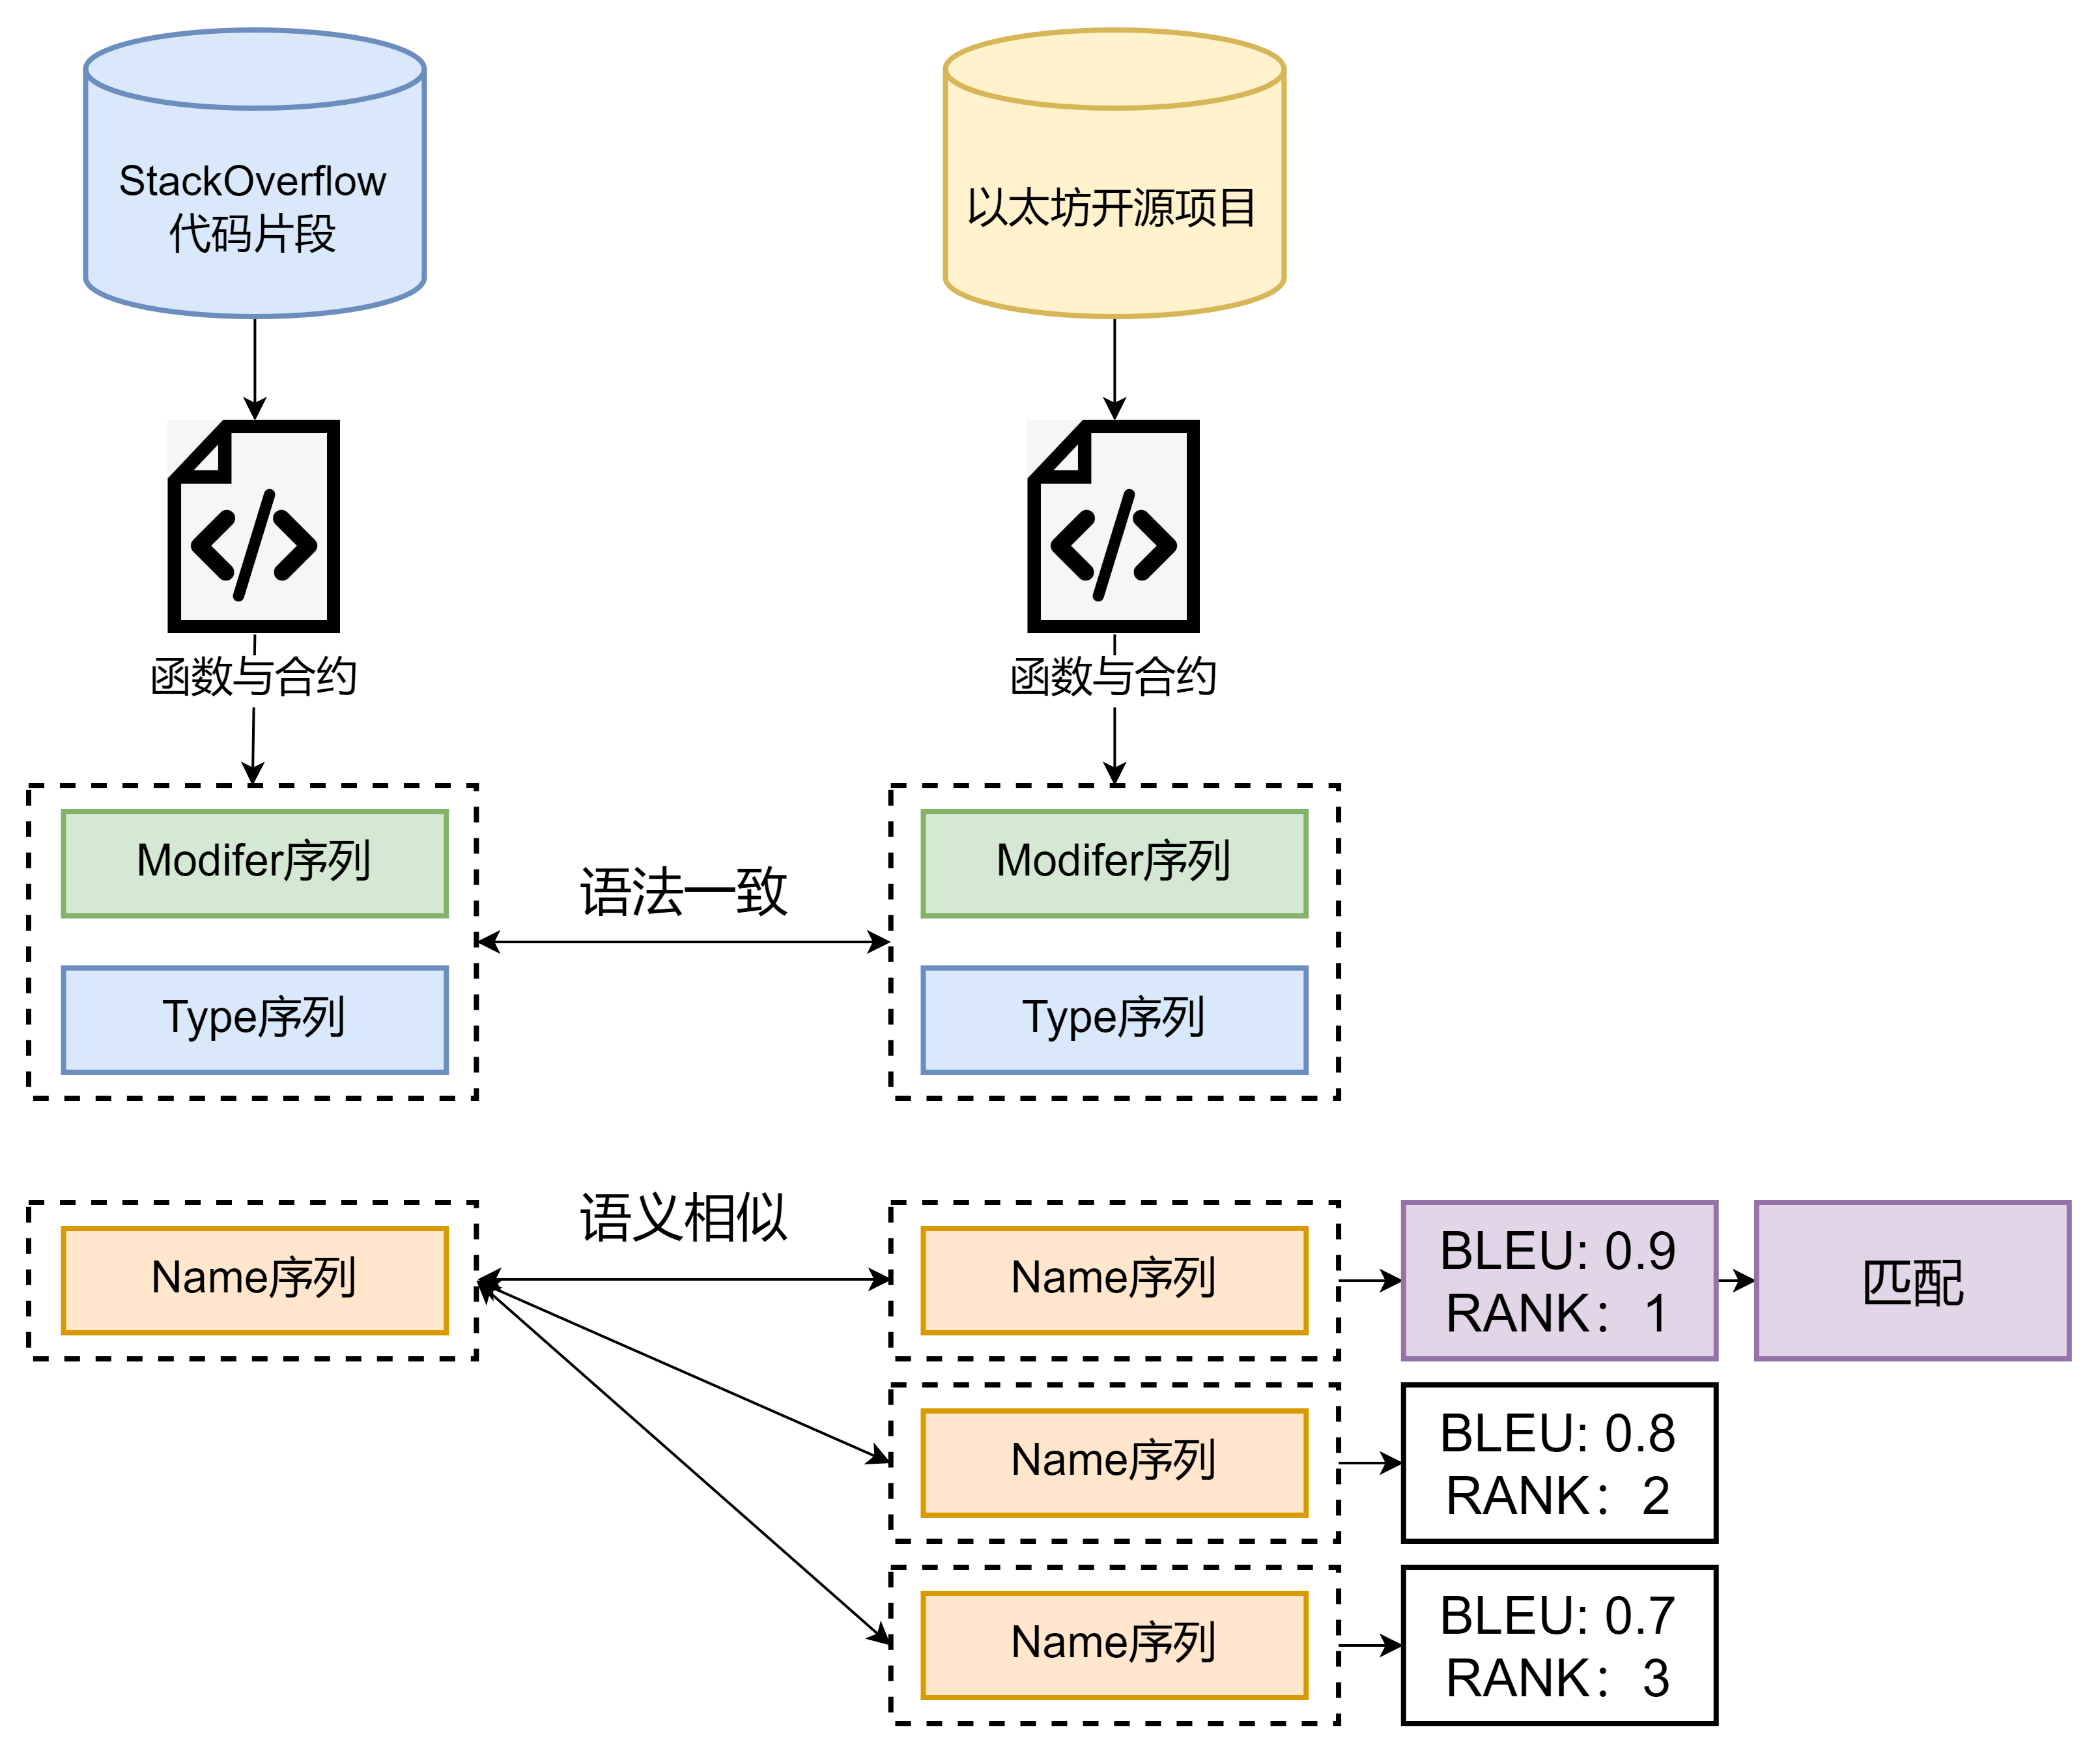 StackOverflow
代码片段
以太坊开源项目
函数与合约
函数与合约
Modifer序列
语法一致
Modifer序列
Type序列
Type序列
语义相似
Name序列
Name序列
BLEU: 0.9
RANK：1
匹配
Name序列
BLEU: 0.8
RANK：2
Name序列
BLEU: 0.7
RANK：3